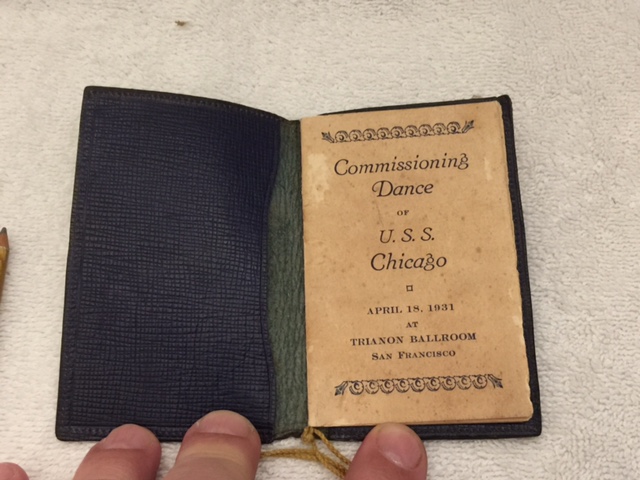 Commissioning
Dance
OF
U. S. S.
Chicago
APRIL 18, 1931
AT
TRIANON BALLROOM
SAN FRANCISCO